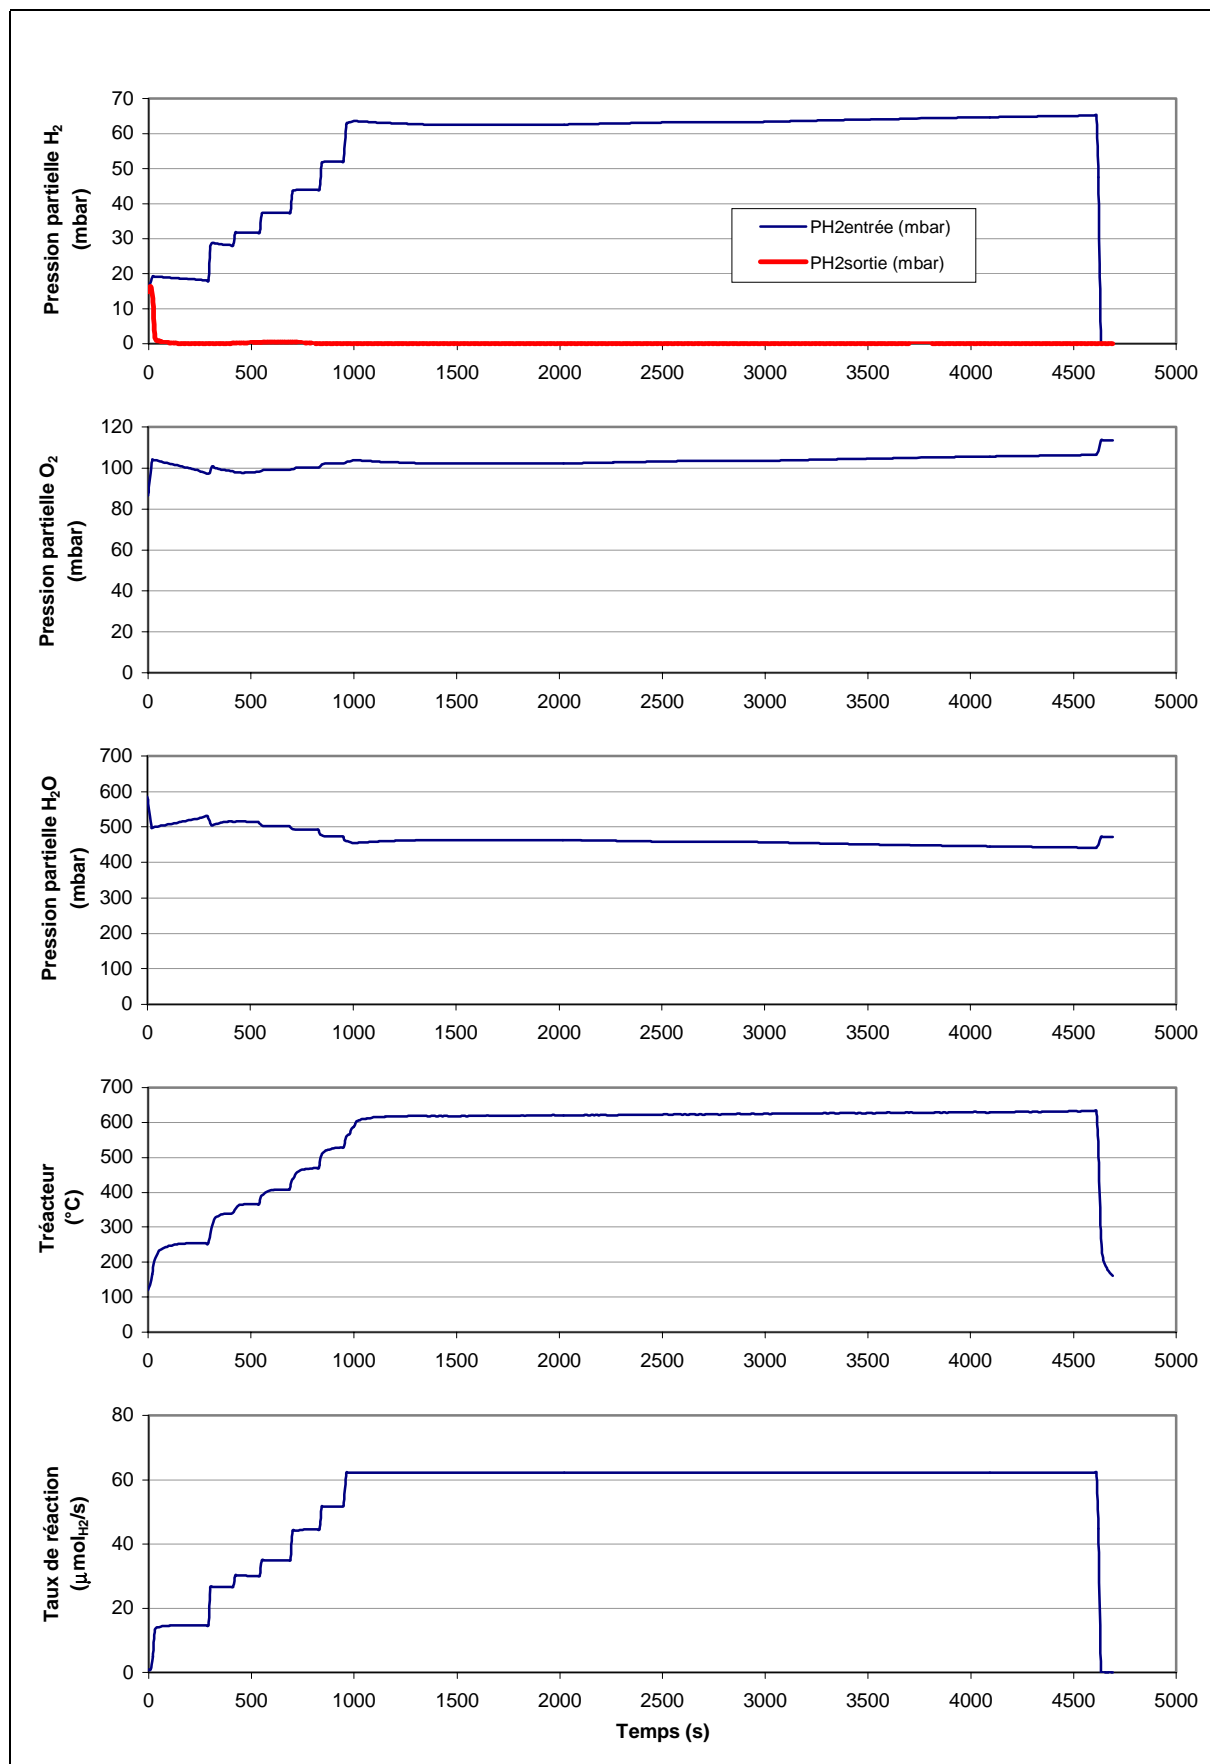 70
60
50
40
30
20
10
0
Pression partielle H₂
(mbar)
PH2entrée (mbar)
PH2sortie (mbar)
0 500 1000 1500 2000 2500 3000 3500 4000 4500 5000
120
100
80
60
40
20
0
Pression partielle O₂
(mbar)
0 500 1000 1500 2000 2500 3000 3500 4000 4500 5000
700
600
500
400
300
200
100
0
Pression partielle H₂O
(mbar)
0 500 1000 1500 2000 2500 3000 3500 4000 4500 5000
700
600
500
400
300
200
100
0
Tréacteur
(°C)
0 500 1000 1500 2000 2500 3000 3500 4000 4500 5000
80
60
40
20
0
Taux de réaction
(μmol_H2/s)
0 500 1000 1500 2000 2500 3000 3500 4000 4500 5000
Temps (s)